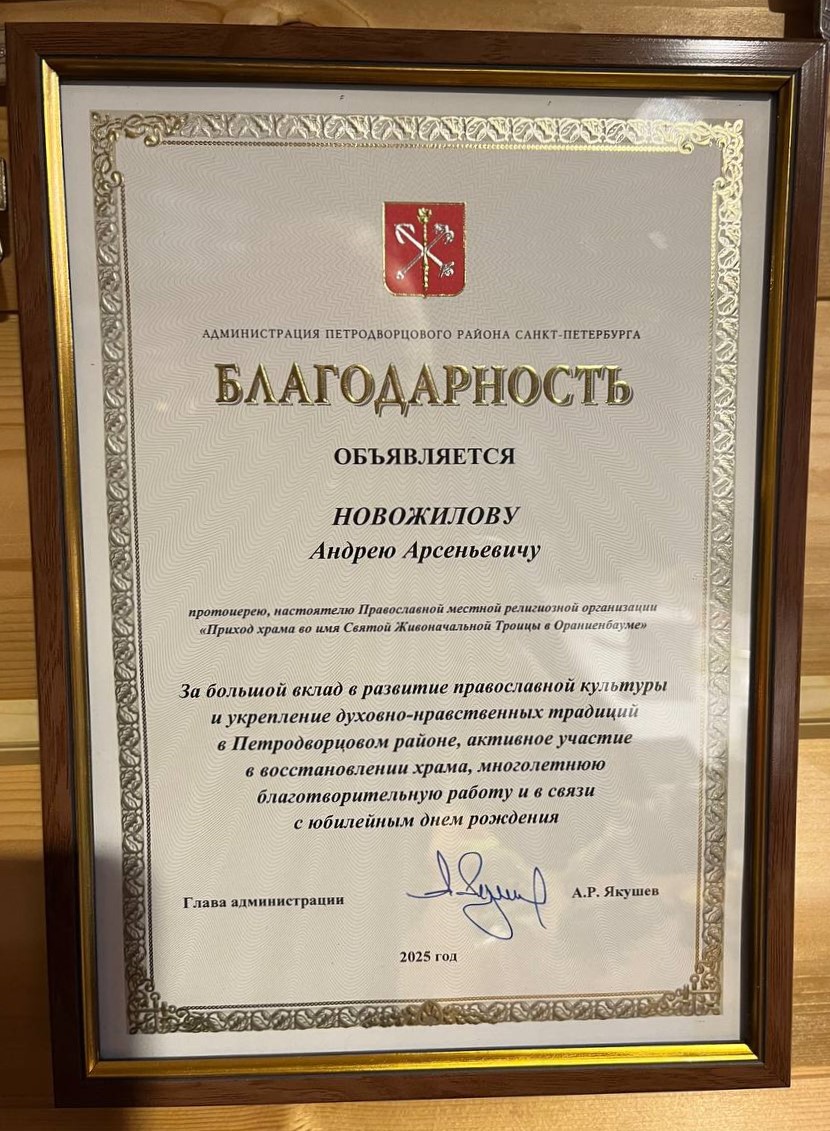 АДМИНИСТРАЦИЯ ПЕТРОДВОРЦОВОГО РАЙОНА САНКТ-ПЕТЕРБУРГА
БЛАГОДАРНОСТЬ
ОБЪЯВЛЯЕТСЯ
НОВОЖИЛОВУ
Андрею Арсеньевичу
протоиерею, настоятелю Православной местной религиозной организации
«Приход храма во имя Святой Живоначальной Троицы в Ораниенбауме»
За большой вклад в развитие православной культуры
и укрепление духовно-нравственных традиций
в Петродворцовом районе, активное участие
в восстановлении храма, многолетнюю
благотворительную работу и в связи
с юбилейным днем рождения
Глава администрации А.Р. Якушев
2025 год